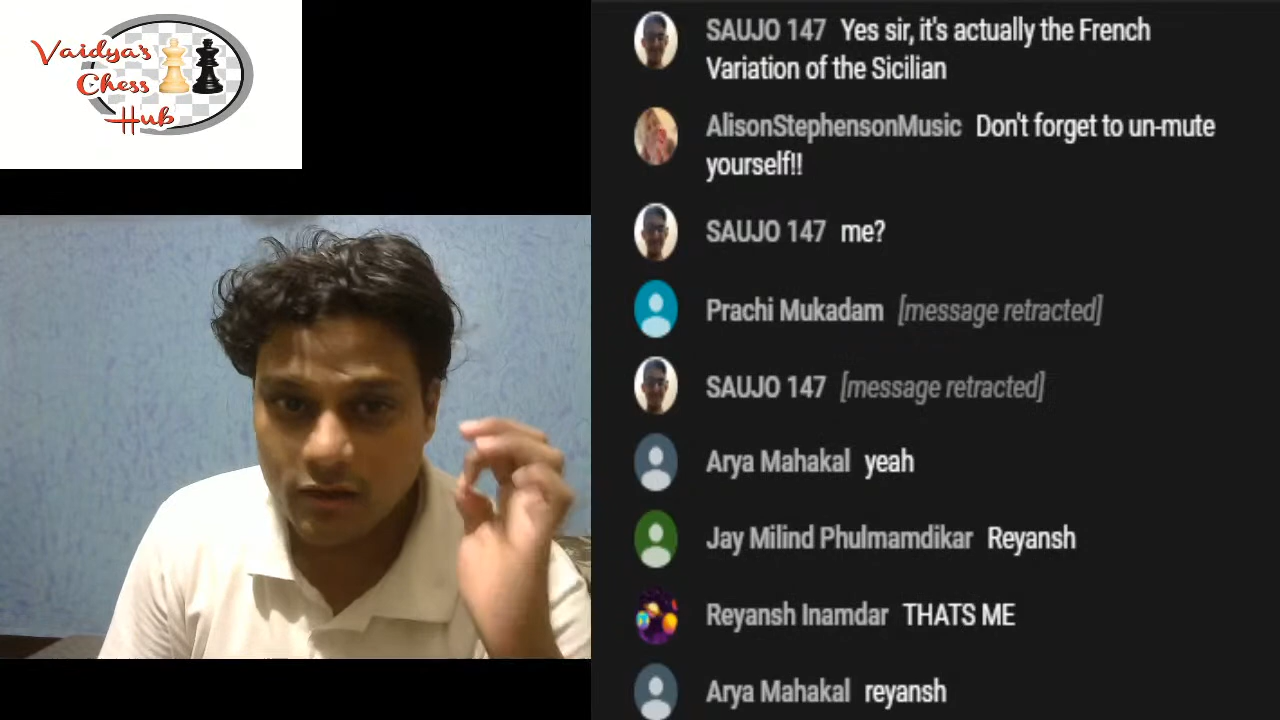 Vaidya's
Chess
Hub
SAUJO 147 Yes sir, it's actually the French
Variation of the Sicilian
AlisonStephensonMusic Don't forget to un-mute
yourself!!
SAUJO 147 me?
Prachi Mukadam [message retracted]
SAUJO 147 [message retracted]
Arya Mahakal yeah
Jay Milind Phulmamdikar Reyansh
Reyansh Inamdar THATS ME
Arya Mahakal reyansh